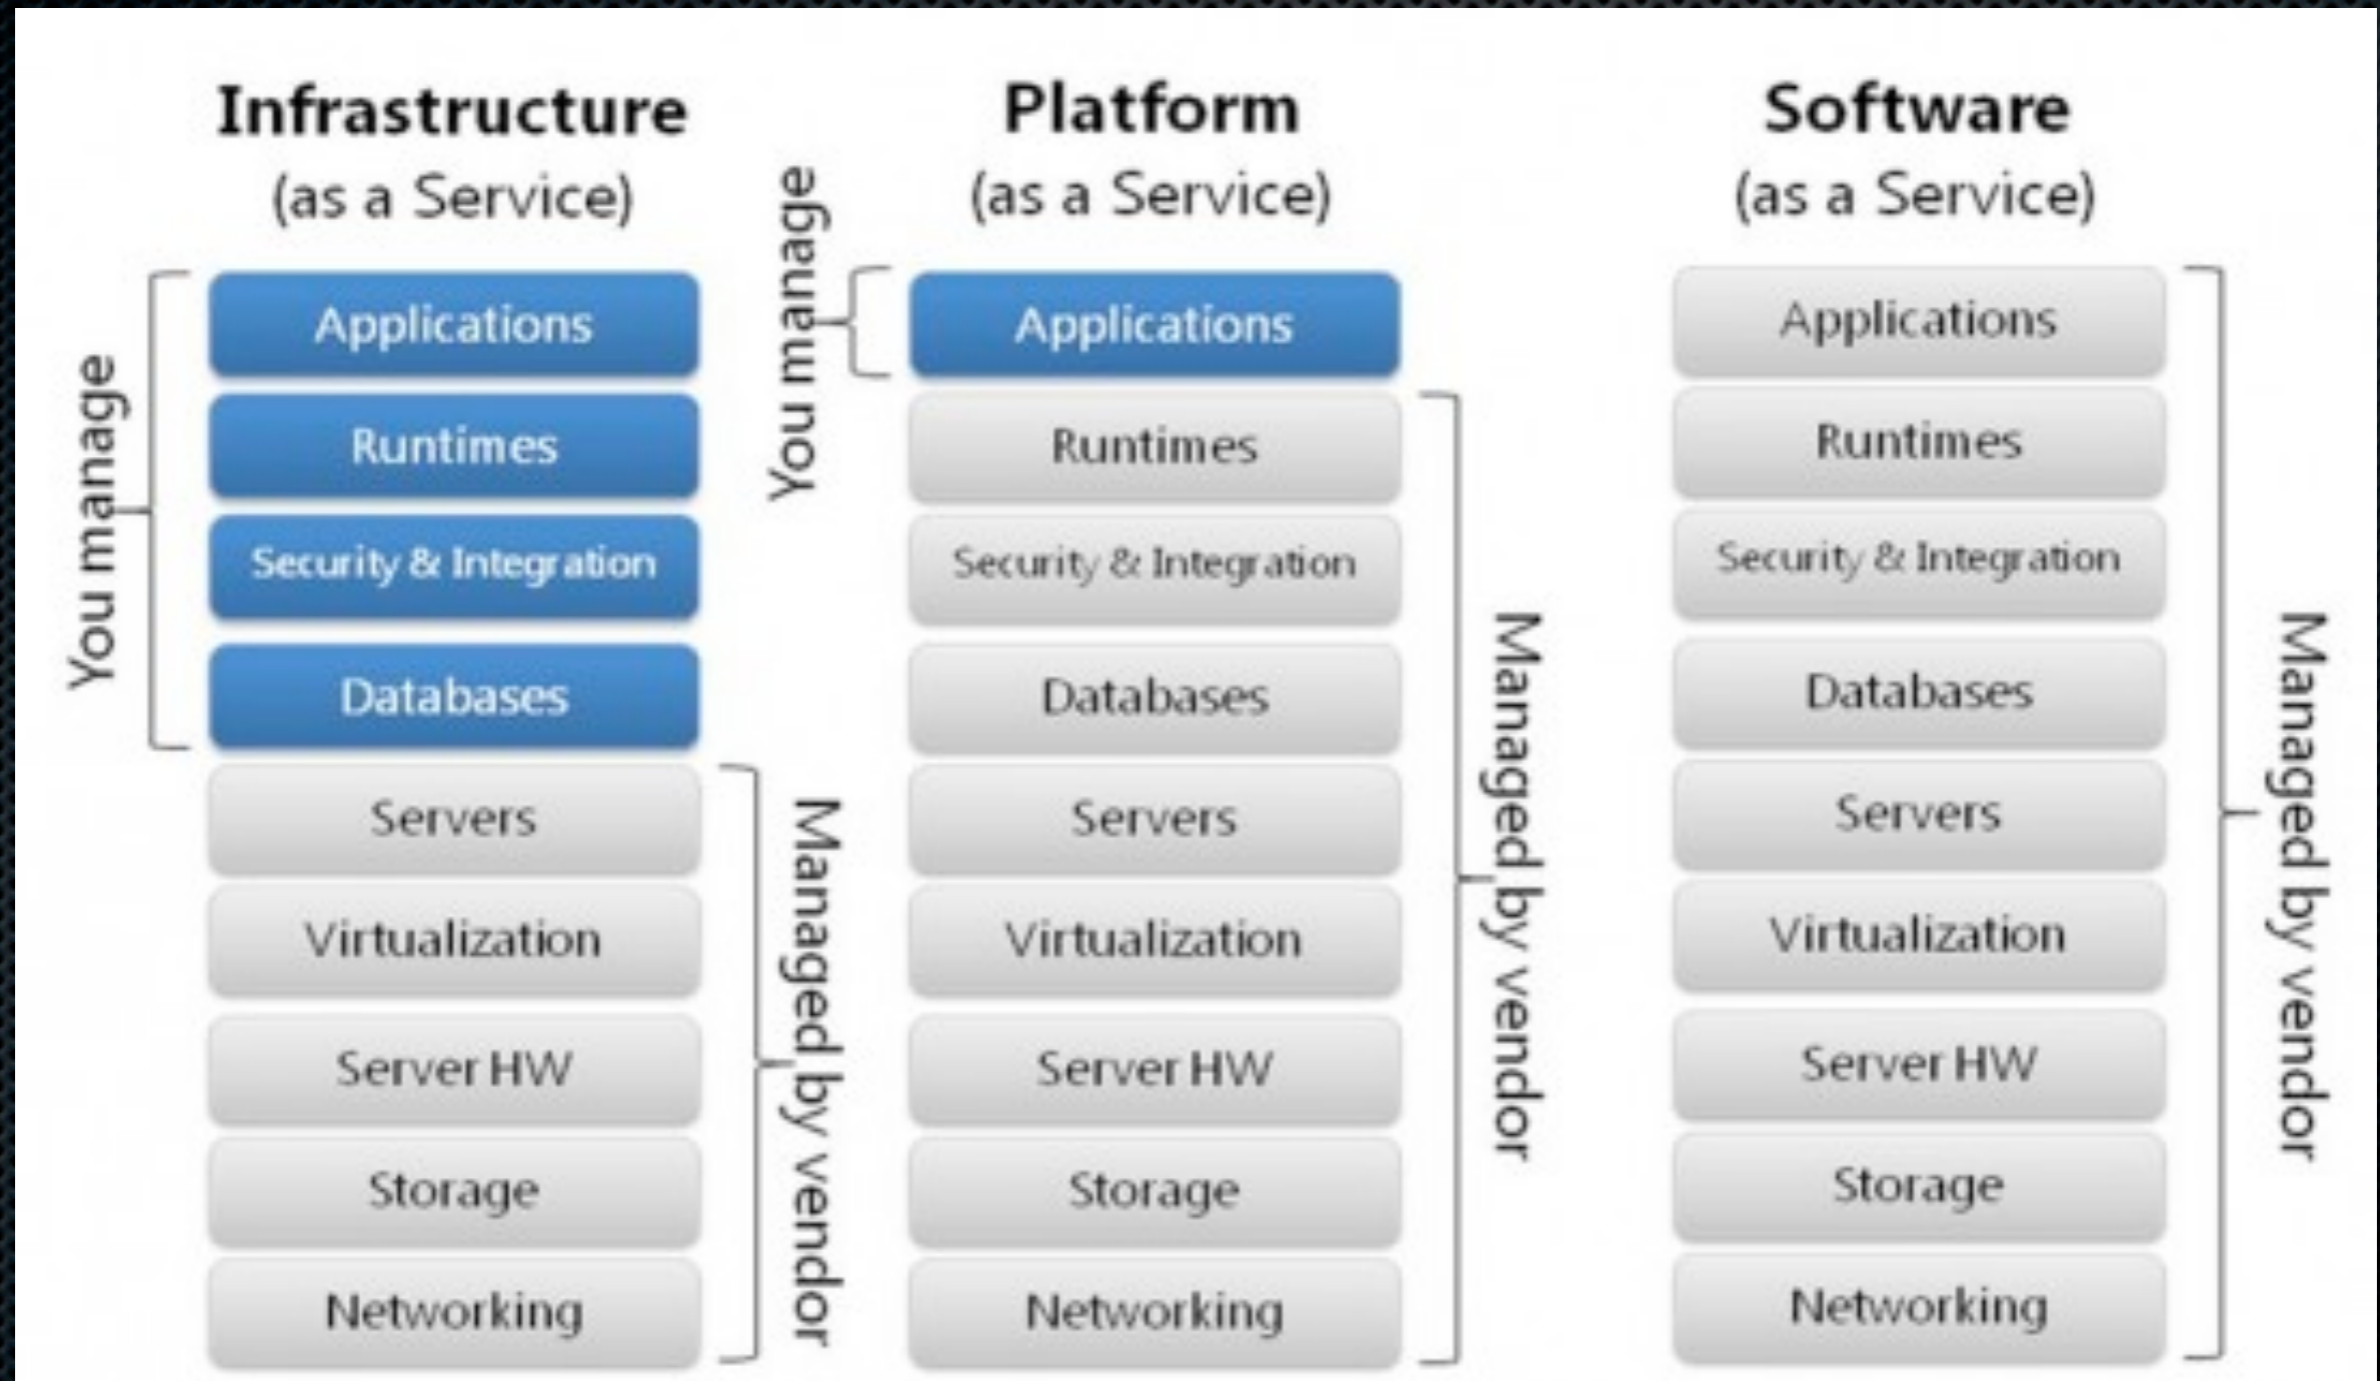 Infrastructure
(as a Service)
You manage
Applications
Runtimes
Security & Integration
Databases
Servers
Virtualization
Server HW
Storage
Networking
Managed by vendor
Platform
(as a Service)
You manage
Applications
Runtimes
Security & Integration
Databases
Servers
Virtualization
Server HW
Storage
Networking
Managed by vendor
Software
(as a Service)
Applications
Runtimes
Security & Integration
Databases
Servers
Virtualization
Server HW
Storage
Networking
Managed by vendor